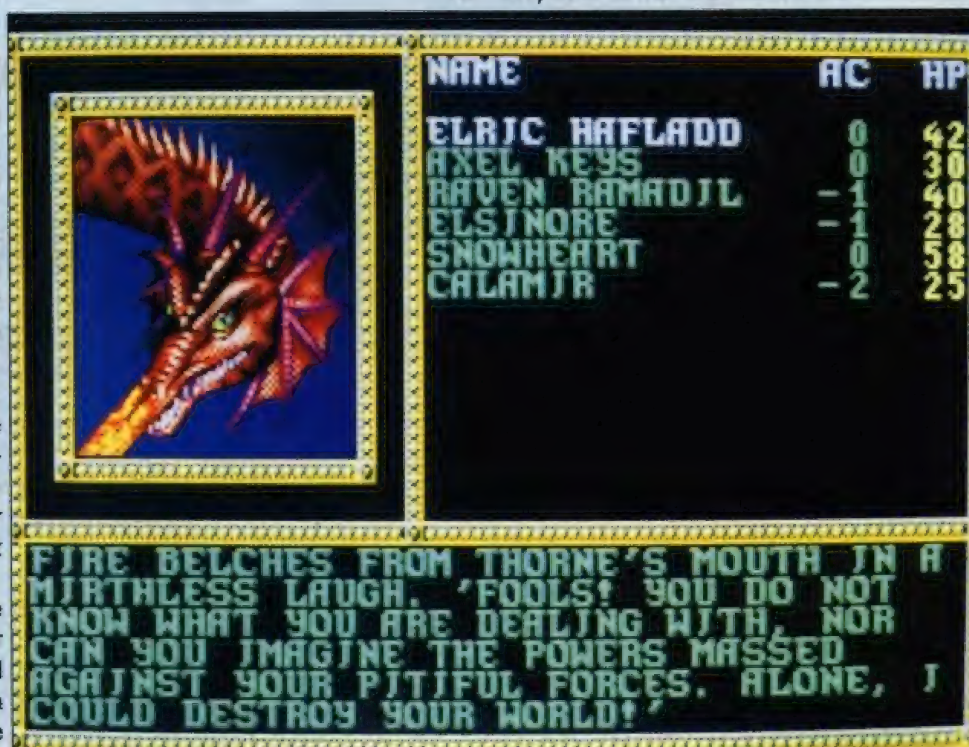 NAME AC HP
ELRIC HAFLADD 0 42
AXEL KEYS 0 30
RAVEN RAMADIL -1 40
ELSINORE -1 28
SNOWHEART 0 58
CALAMIR -2 25
FIRE BELCHES FROM THORNE'S MOUTH IN A
MIRTHLESS LAUGH. 'FOOLS! YOU DO NOT
KNOW WHAT YOU ARE DEALING WITH, NOR
CAN YOU IMAGINE THE POWERS MASSED
AGAINST YOUR PITIFUL FORCES. ALONE, I
COULD DESTROY YOUR WORLD!'